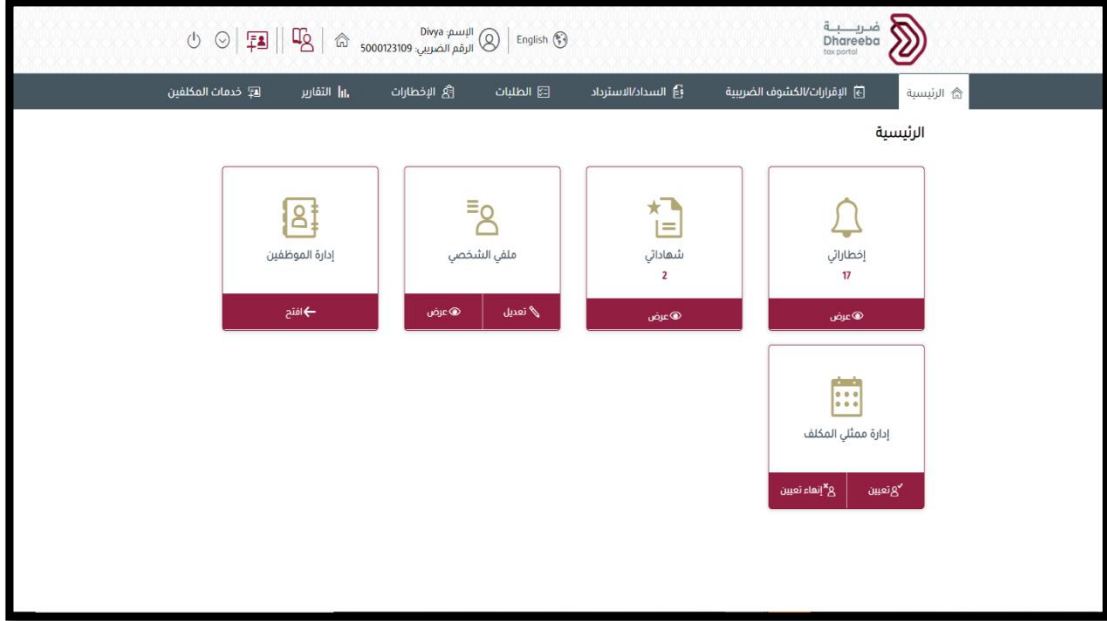 ضريبـــة
Dhareeba
tax portal
English
الإسم: Divya
الرقم الضريبي: 5000123109
الرئيسية
الإقرارات/الكشوف الضريبية
السداد/الاسترداد
الطلبات
الإخطارات
التقارير
خدمات المكلفين
الرئيسية
إخطاراتي
17
عرض
شهاداتي
2
عرض
ملفي الشخصي
تعديل
عرض
إدارة الموظفين
افتح
إدارة ممثلي المكلف
تعيين
إنهاء تعيين